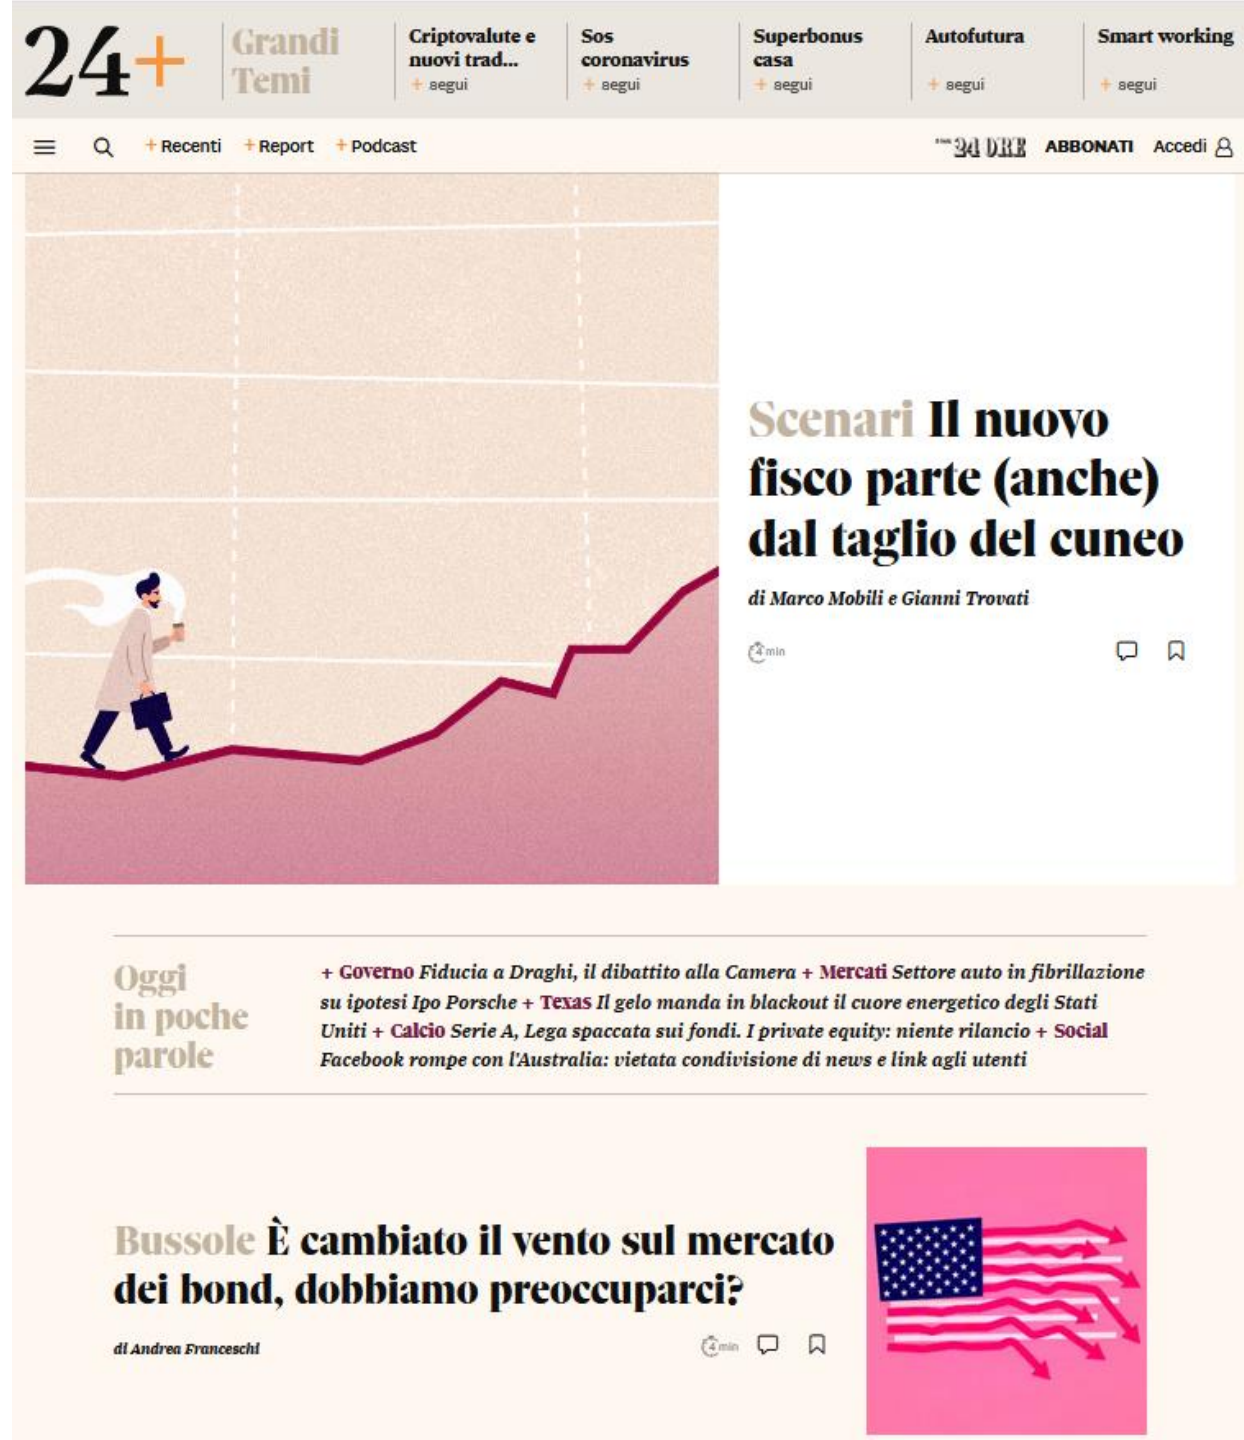 24+
Grandi
Temi
Criptovalute e
nuovi trad...
+ segui
Sos
coronavirus
+ segui
Superbonus
casa
+ segui
Autofutura
+ segui
Smart working
+ segui
+ Recenti + Report + Podcast
24 ORE ABBONATI Accedi
Scenari Il nuovo
fisco parte (anche)
dal taglio del cuneo
di Marco Mobili e Gianni Trovati
4 min
Oggi
in poche
parole
+ Governo Fiducia a Draghi, il dibattito alla Camera + Mercati Settore auto in fibrillazione
su ipotesi Ipo Porsche + Texas Il gelo manda in blackout il cuore energetico degli Stati
Uniti + Calcio Serie A, Lega spaccata sui fondi. I private equity: niente rilancio + Social
Facebook rompe con l'Australia: vietata condivisione di news e link agli utenti
Bussole È cambiato il vento sul mercato
dei bond, dobbiamo preoccuparci?
di Andrea Franceschi
4 min